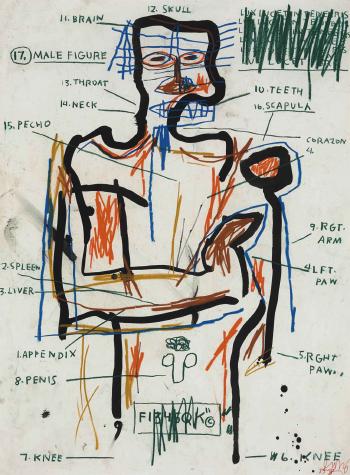 12. SKULL
11. BRAIN
17. MALE FIGURE
13. THROAT
10. TEETH
14. NECK
16. SCAPULA
15. PECHO
CORAZON
4.
9. RGT.
ARM
2. SPLEEN
4 LFT.
PAW
3. LIVER
1. APPENDIX
5. RGHT
PAW.
8. PENIS
©
7. KNEE
6. KNEE